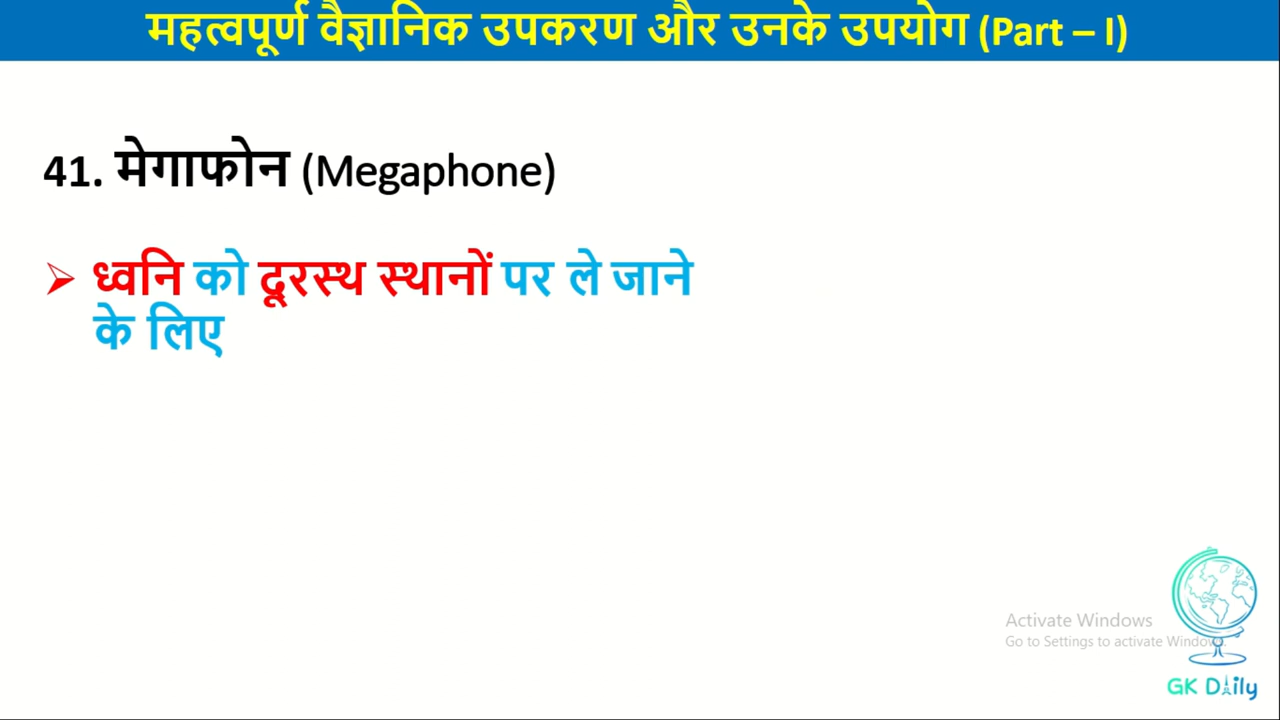 महत्वपूर्ण वैज्ञानिक उपकरण और उनके उपयोग (Part – I)
41. मेगाफोन (Megaphone)
➢ ध्वनि को दूरस्थ स्थानों पर ले जाने
के लिए
Activate Windows
Go to Settings to activate Windows.
GK Daily